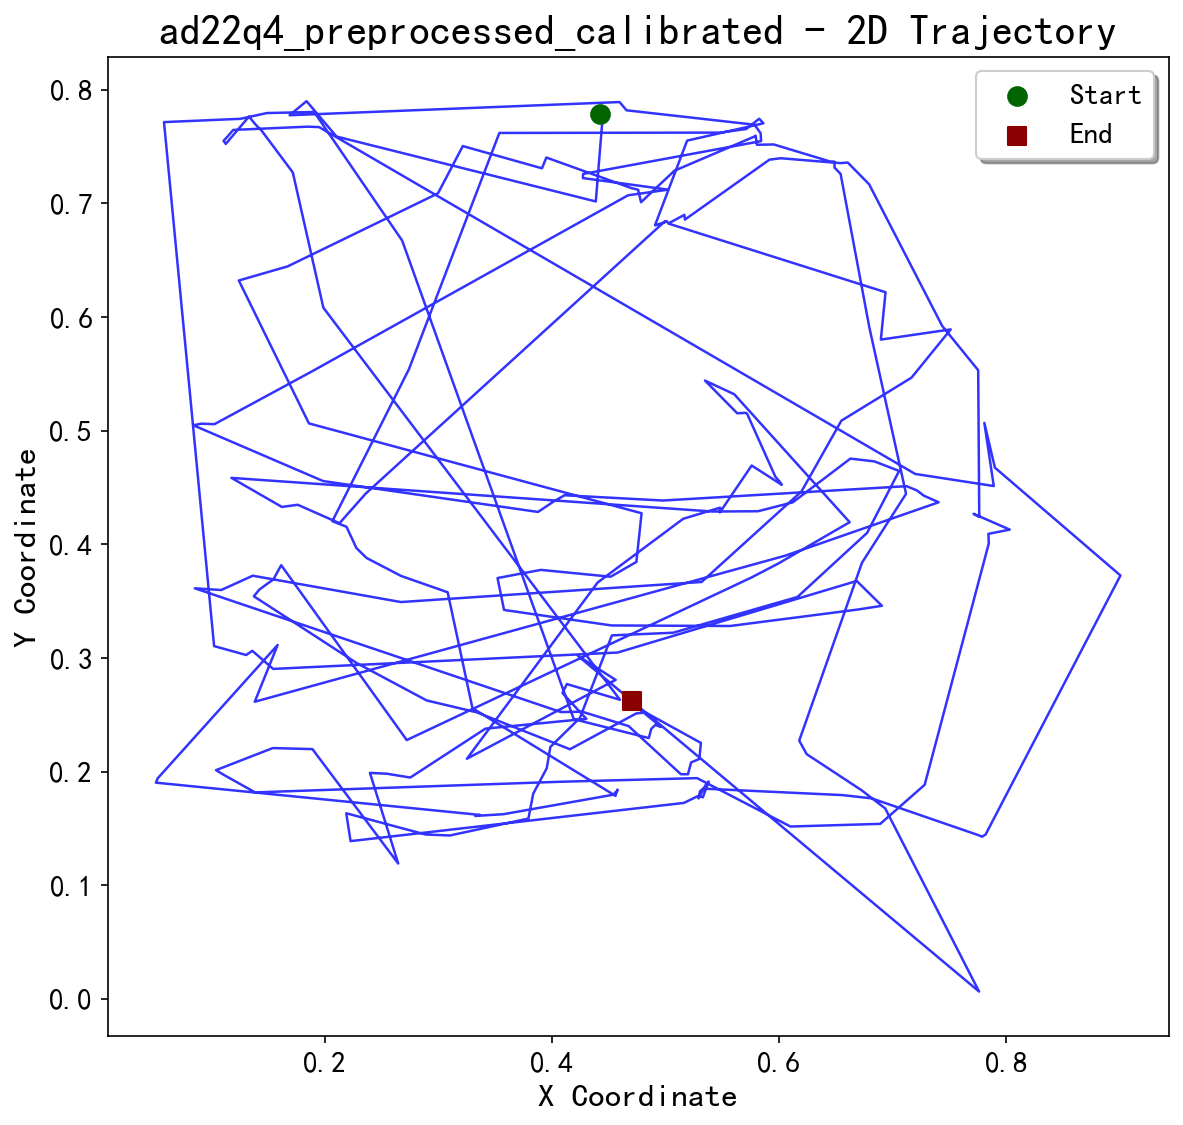 ad22q4_preprocessed_calibrated - 2D Trajectory
Start
End
0.8
0.7
0.6
0.5
0.4
0.3
0.2
0.1
0.0
Y Coordinate
0.2
0.4
0.6
0.8
X Coordinate